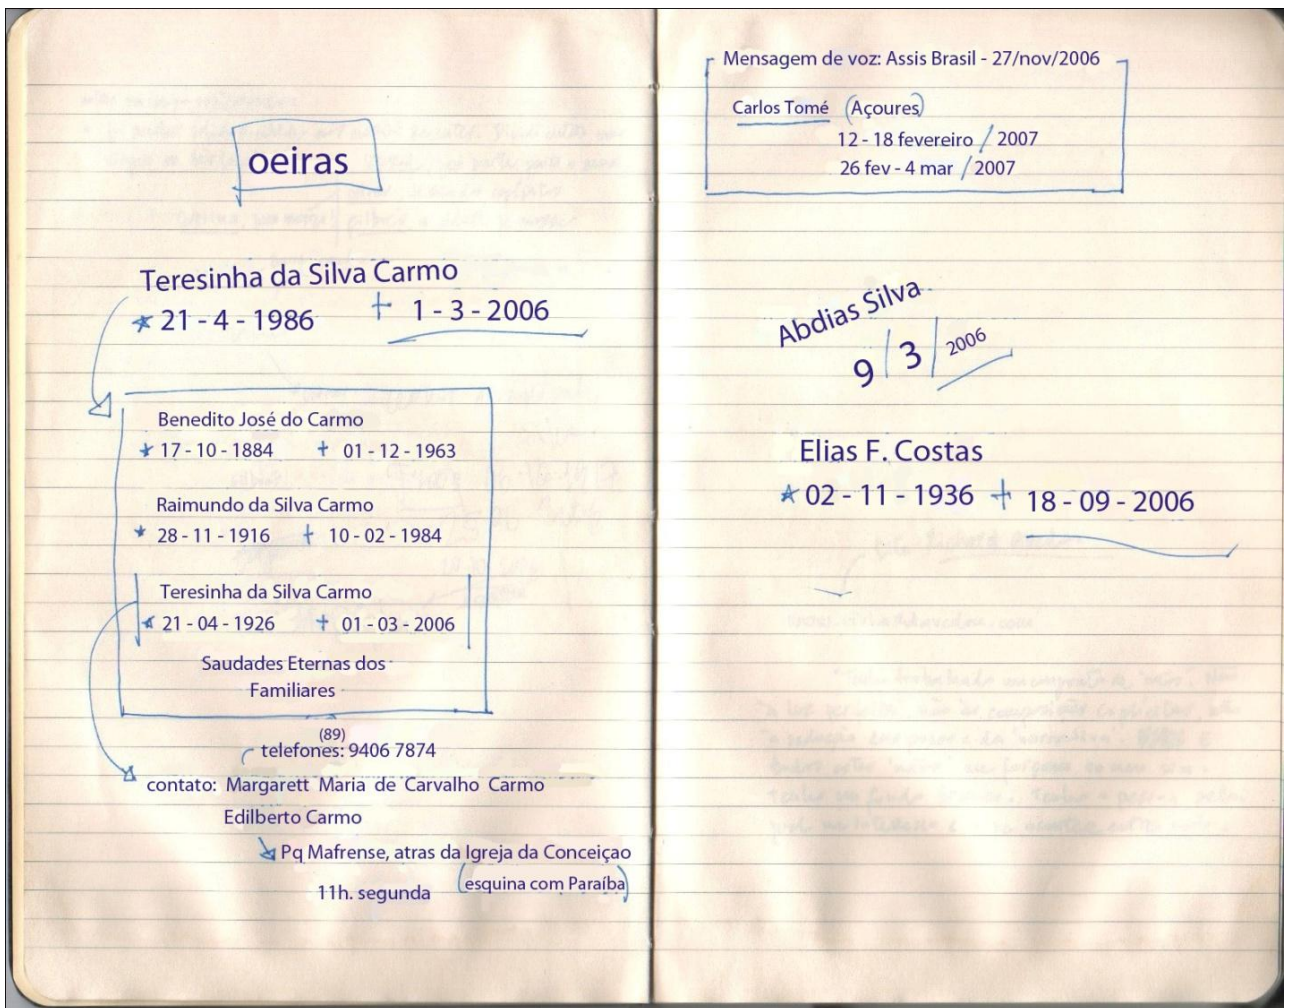 oeiras
Teresinha da Silva Carmo
21 - 4 - 1986 1 - 3 - 2006
Benedito José do Carmo
17 - 10 - 1884 01 - 12 - 1963
Raimundo da Silva Carmo
28 - 11 - 1916 10 - 02 - 1984
Teresinha da Silva Carmo
21 - 04 - 1926 01 - 03 - 2006
Saudades Eternas dos
Familiares
(89)
telefones: 9406 7874
contato: Margarett Maria de Carvalho Carmo
Edilberto Carmo
Pq Mafrense, atras da Igreja da Conceiçao
11h. segunda (esquina com Paraíba)
Mensagem de voz: Assis Brasil - 27/nov/2006
Carlos Tomé (Açoures)
12 - 18 fevereiro / 2007
26 fev - 4 mar / 2007
Abdias Silva
9 / 3 / 2006
Elias F. Costas
02 - 11 - 1936 18 - 09 - 2006